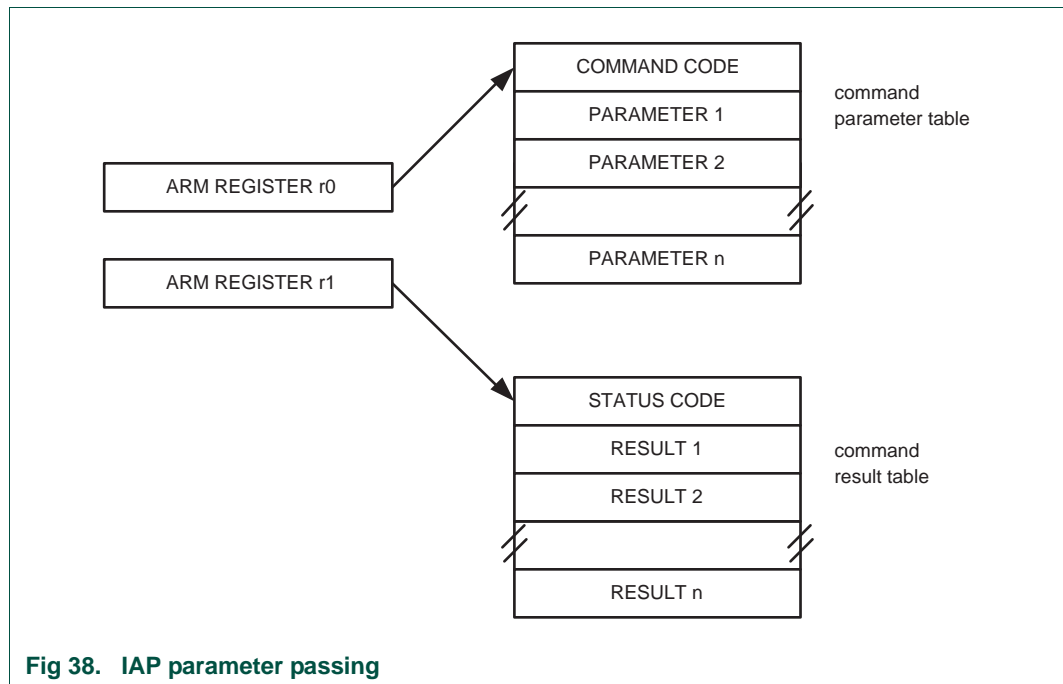 COMMAND CODE
PARAMETER 1
PARAMETER 2
PARAMETER n
command
parameter table
ARM REGISTER r0
ARM REGISTER r1
STATUS CODE
RESULT 1
RESULT 2
RESULT n
command
result table
Fig 38. IAP parameter passing